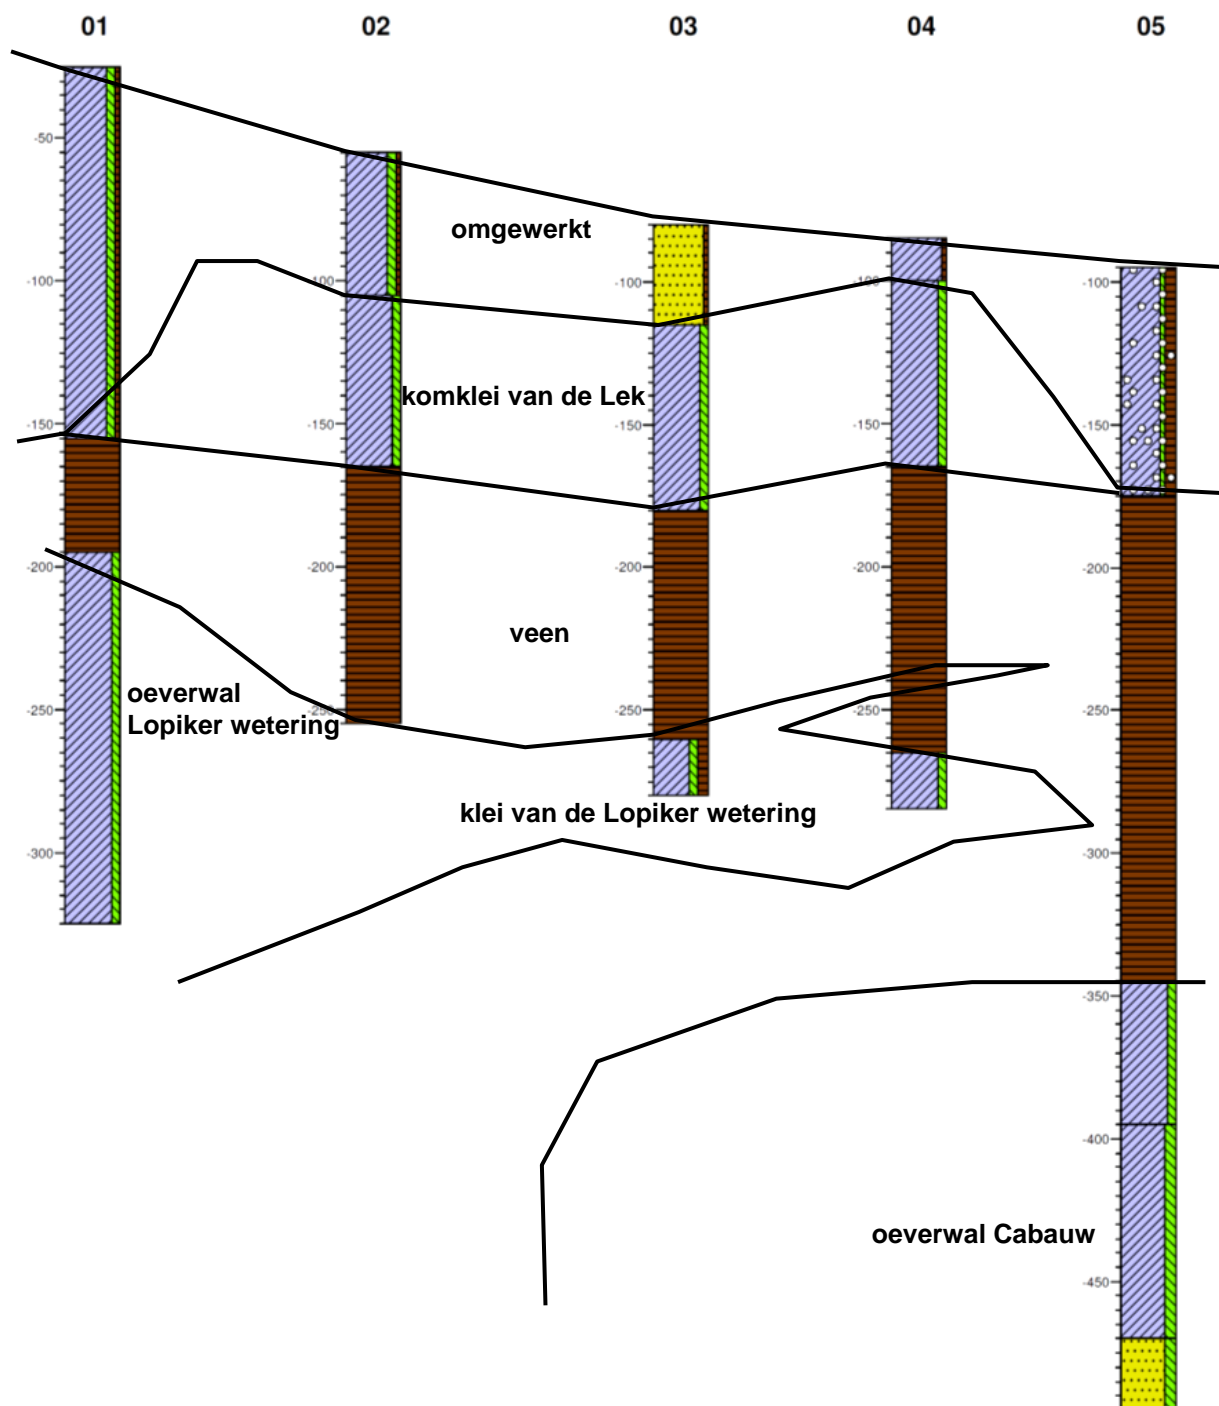 01 02 03 04 05
-50
omgewerkt
-100 -100 -100 -100 -100
komklei van de Lek
-150 -150 -150 -150 -150
-200 -200 -200 -200 -200
veen
oeverwal
Lopiker wetering
-250 -250 -250 -250 -250
klei van de Lopiker wetering
-300 -300
-350
-400
oeverwal Cabauw
-450